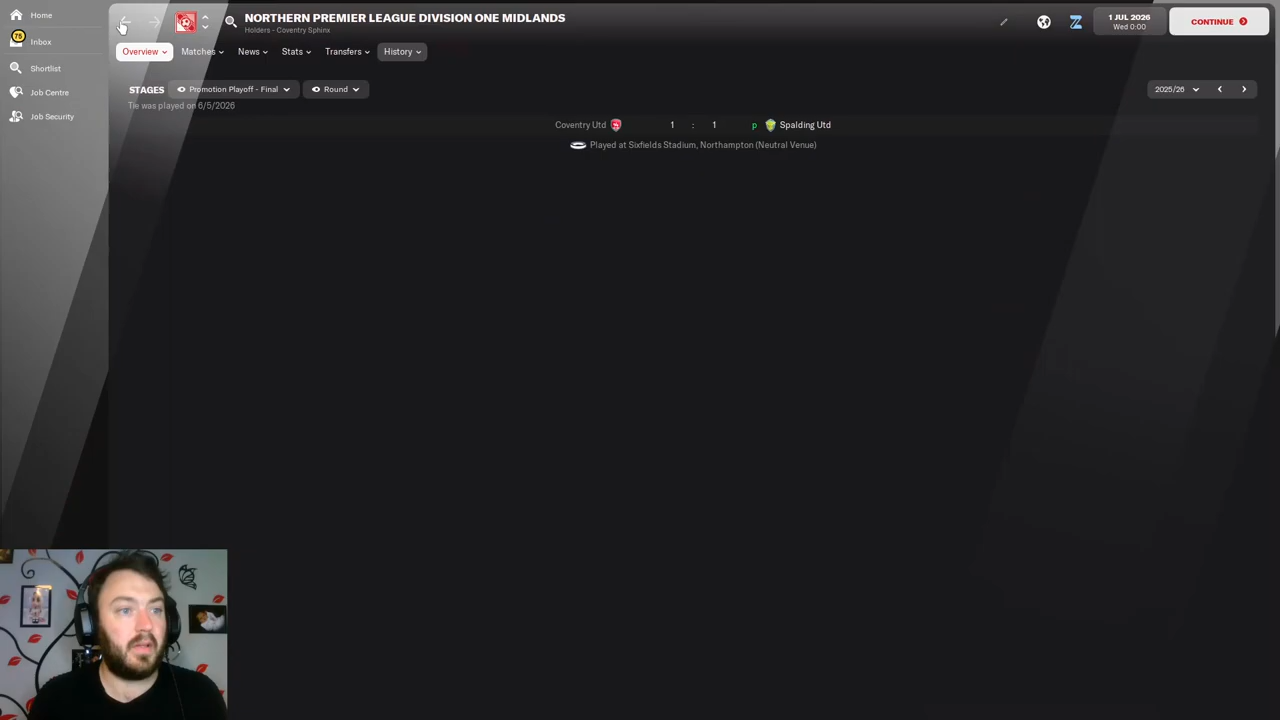 Home
75
Inbox
Shortlist
Job Centre
Job Security
NORTHERN PREMIER LEAGUE DIVISION ONE MIDLANDS
Holders - Coventry Sphinx
1 JUL 2026
Wed 0:00
CONTINUE
Overview
Matches
News
Stats
Transfers
History
STAGES
Promotion Playoff - Final
Round
2025/26
Tie was played on 6/5/2026
Coventry Utd 1 : 1 p Spalding Utd
Played at Sixfields Stadium, Northampton (Neutral Venue)